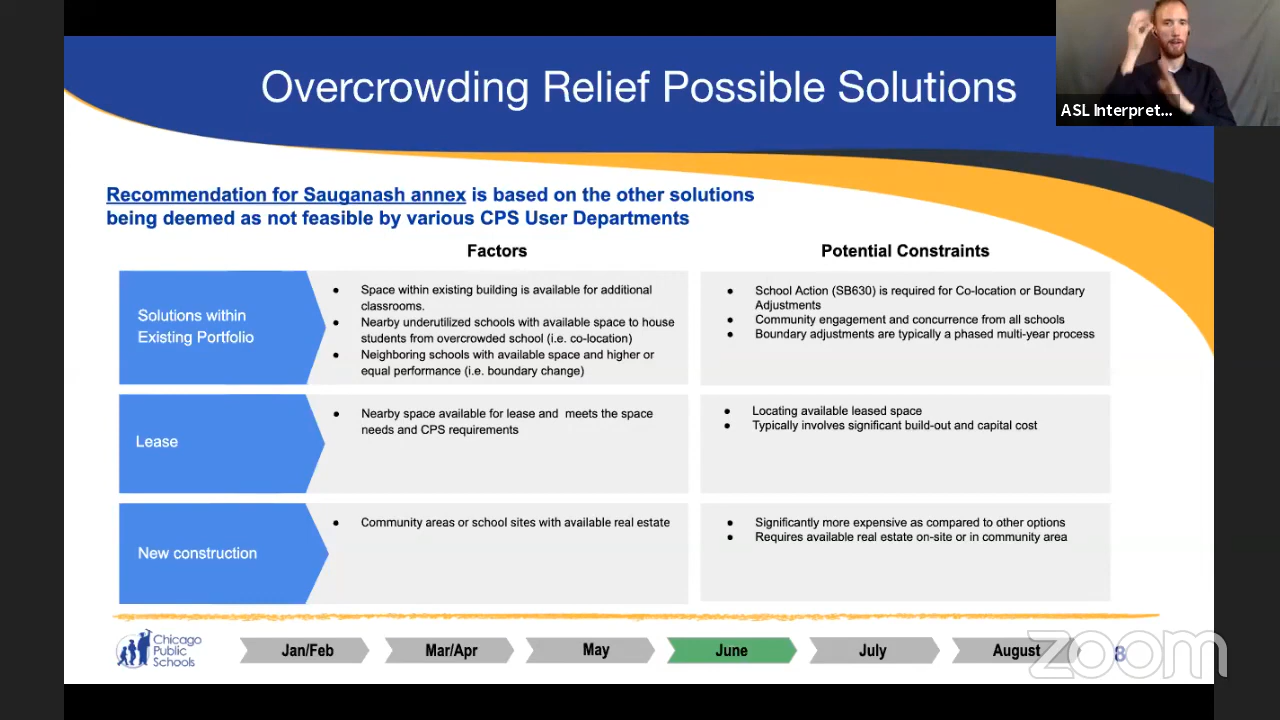 Overcrowding Relief Possible Solutions
ASL Interpret...
Recommendation for Sauganash annex is based on the other solutions
being deemed as not feasible by various CPS User Departments
Factors
Potential Constraints
Solutions within
Existing Portfolio
● Space within existing building is available for additional
classrooms.
● Nearby underutilized schools with available space to house
students from overcrowded school (i.e. co-location)
● Neighboring schools with available space and higher or
equal performance (i.e. boundary change)
● School Action (SB630) is required for Co-location or Boundary
Adjustments
● Community engagement and concurrence from all schools
● Boundary adjustments are typically a phased multi-year process
Lease
● Nearby space available for lease and  meets the space
needs and CPS requirements
● Locating available leased space
● Typically involves significant build-out and capital cost
New construction
● Community areas or school sites with available real estate
● Significantly more expensive as compared to other options
● Requires available real estate on-site or in community area
Chicago
Public
Schools
Jan/Feb
Mar/Apr
May
June
July
August
8
zoom